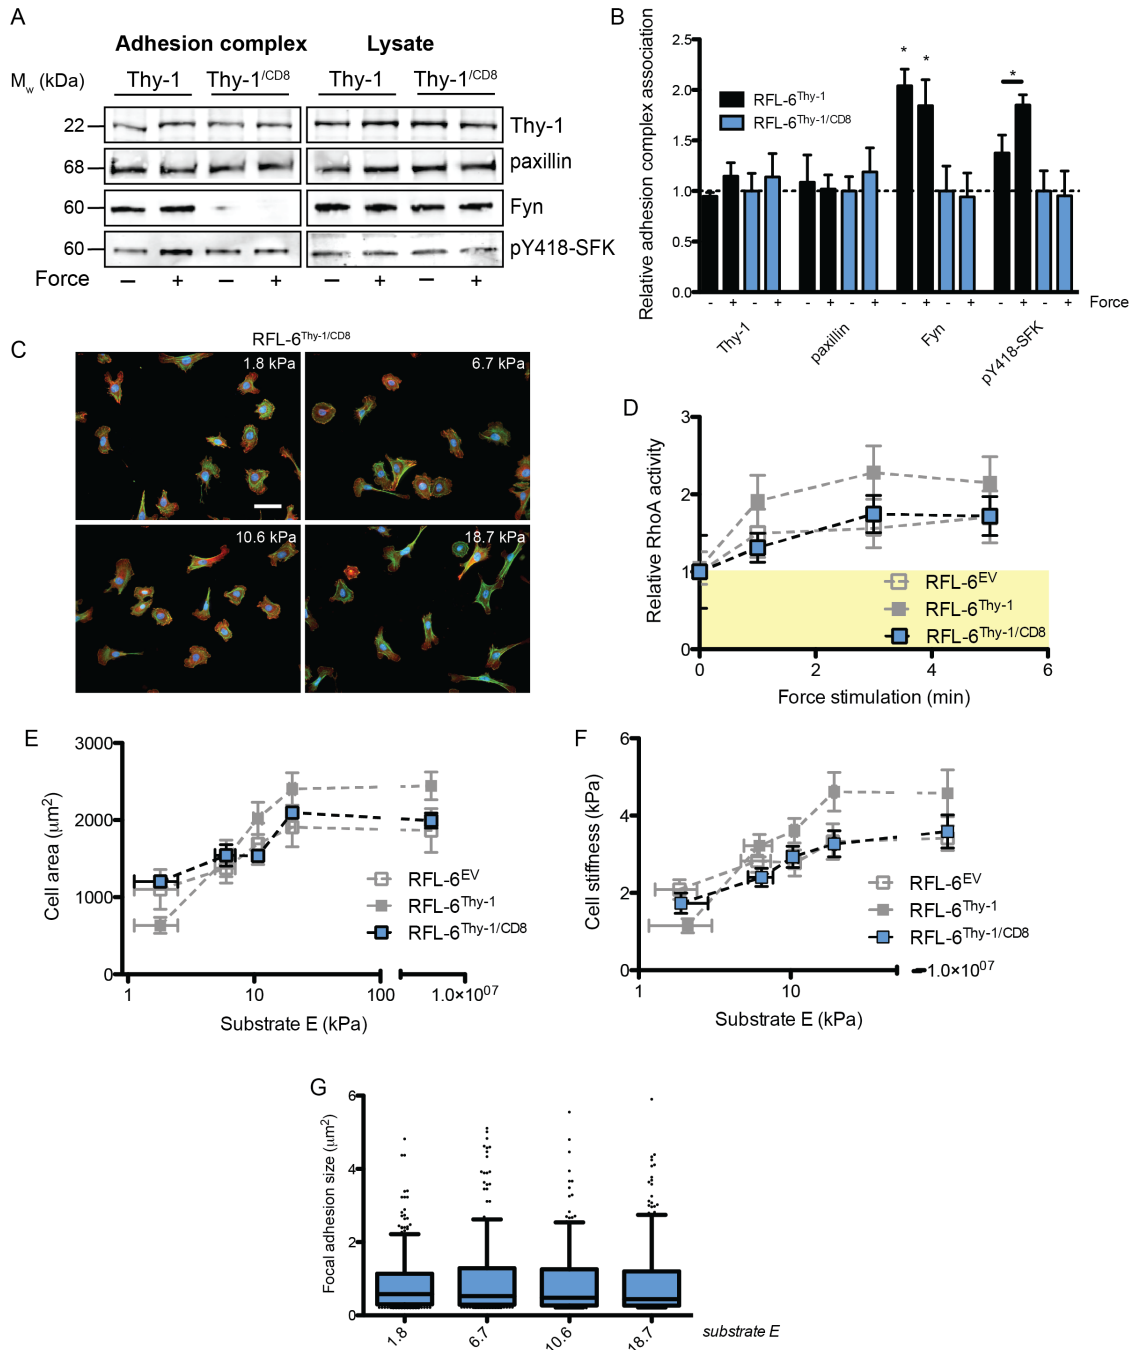 A
Adhesion complex Lysate
Mw (kDa) Thy-1 Thy-1/CD8 Thy-1 Thy-1/CD8
22 Thy-1
68 paxillin
60 Fyn
60 pY418-SFK
Force – + – + – + – +
B
Relative adhesion complex association
2.5
2.0
1.5
1.0
0.5
0.0
RFL-6Thy-1
RFL-6Thy-1/CD8
* * *
- + - + - + - + - + - + - + - + Force
Thy-1 paxillin Fyn pY418-SFK
C
RFL-6Thy-1/CD8
1.8 kPa 6.7 kPa
10.6 kPa 18.7 kPa
D
Relative RhoA activity
3
2
1
0
RFL-6EV
RFL-6Thy-1
RFL-6Thy-1/CD8
0 2 4 6
Force stimulation (min)
E
Cell area (μm2)
3000
2000
1000
0
RFL-6EV
RFL-6Thy-1
RFL-6Thy-1/CD8
1 10 100 1.0×1007
Substrate E (kPa)
F
Cell stiffness (kPa)
6
4
2
0
RFL-6EV
RFL-6Thy-1
RFL-6Thy-1/CD8
1 10 1.0×1007
Substrate E (kPa)
G
Focal adhesion size (μm2)
6
4
2
0
1.8 6.7 10.6 18.7 substrate E